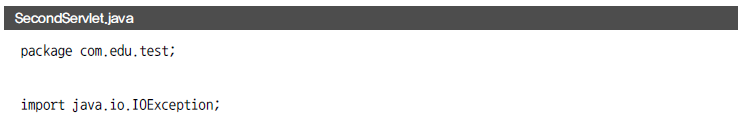 SecondServlet.java
package com.edu.test;
import java.io.IOException;